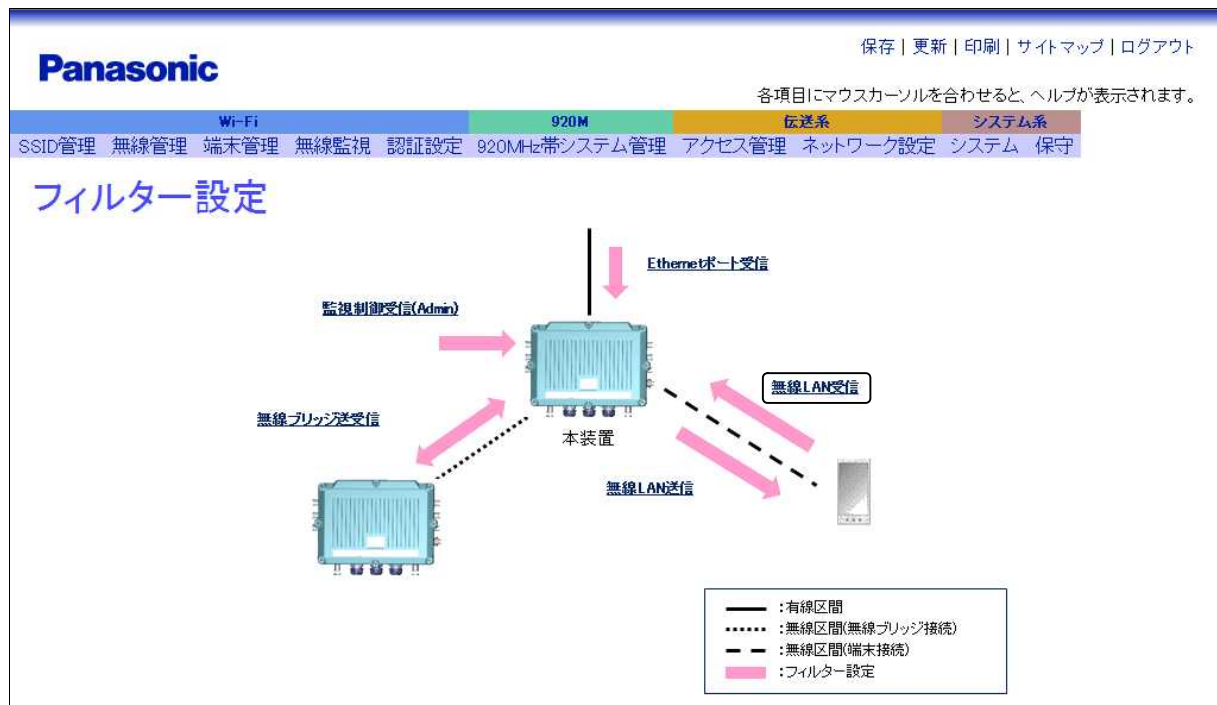 保存 | 更新 | 印刷 | サイトマップ | ログアウト
Panasonic
各項目にマウスカーソルを合わせると、ヘルプが表示されます。
Wi-Fi 920M 伝送系 システム系
SSID管理 無線管理 端末管理 無線監視 認証設定 920MHz帯システム管理 アクセス管理 ネットワーク設定 システム 保守
フィルター設定
Ethernetポート受信
監視制御受信(Admin)
無線LAN受信
無線ブリッジ送受信
本装置
無線LAN送信
:有線区間
:無線区間(無線ブリッジ接続)
:無線区間(端末接続)
:フィルター設定